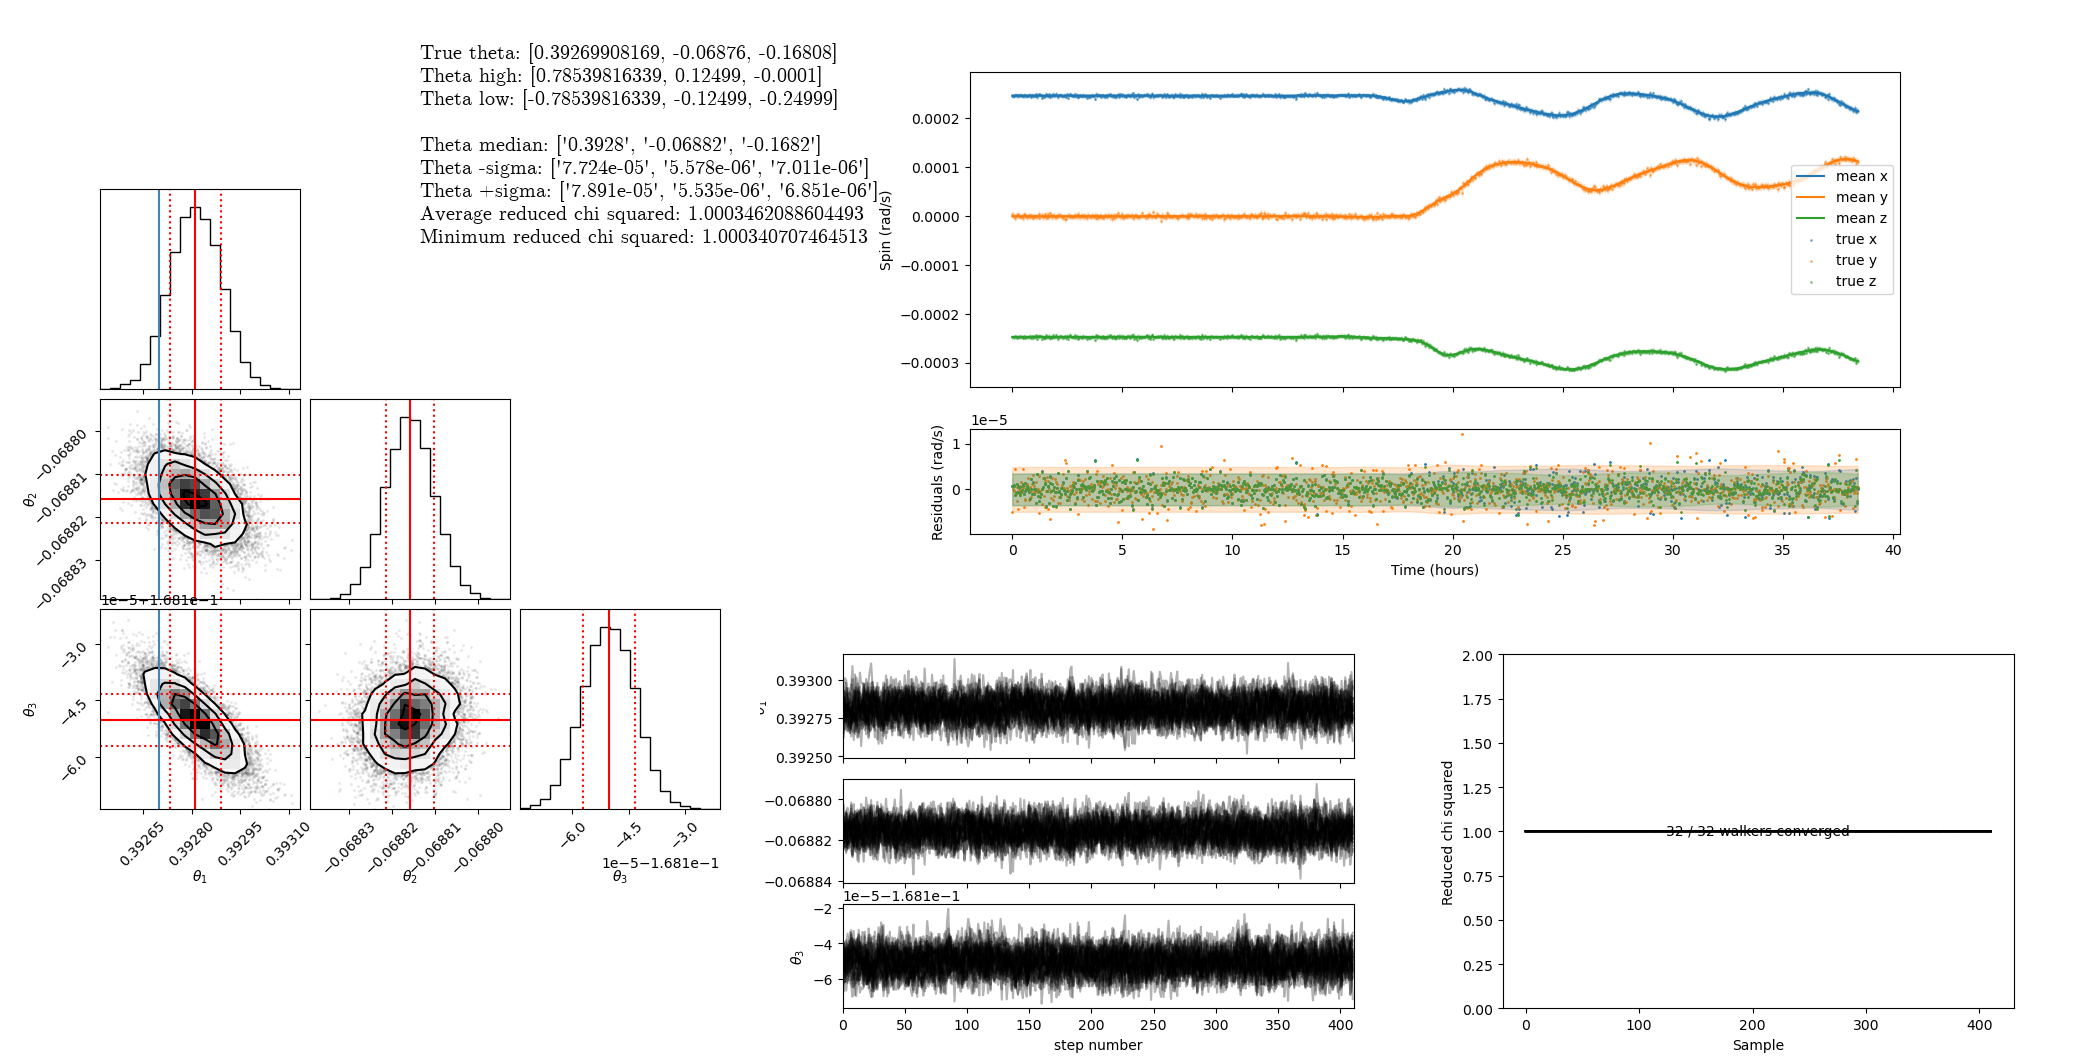 True theta: [0.39269908169, -0.06876, -0.16808]
Theta high: [0.78539816339, 0.12499, -0.0001]
Theta low: [-0.78539816339, -0.12499, -0.24999]
Theta median: ['0.3928', '-0.06882', '-0.1682']
Theta -sigma: ['7.724e-05', '5.578e-06', '7.011e-06']
Theta +sigma: ['7.891e-05', '5.535e-06', '6.851e-06']
Average reduced chi squared: 1.0003462088604493
Minimum reduced chi squared: 1.000340707464513
θ2
−0.06880
−0.06881
−0.06882
−0.06883
1e−5−1.681e−1
θ3
−3.0
−4.5
−6.0
0.39265
0.39280
0.39295
0.39310
θ1
−0.06883
−0.06882
−0.06881
−0.06880
θ2
−6.0
−4.5
−3.0
1e−5−1.681e−1
θ3
Spin (rad/s)
0.0002
0.0001
0.0000
−0.0001
−0.0002
−0.0003
mean x
mean y
mean z
true x
true y
true z
1e−5
Residuals (rad/s)
1
0
0
5
10
15
20
25
30
35
40
Time (hours)
0.39300
0.39275
0.39250
−0.06880
−0.06882
−0.06884
1e−5−1.681e−1
θ3
−2
−4
−6
0
50
100
150
200
250
300
350
400
step number
Reduced chi squared
2.00
1.75
1.50
1.25
1.00
0.75
0.50
0.25
0.00
32 / 32 walkers converged
0
100
200
300
400
Sample